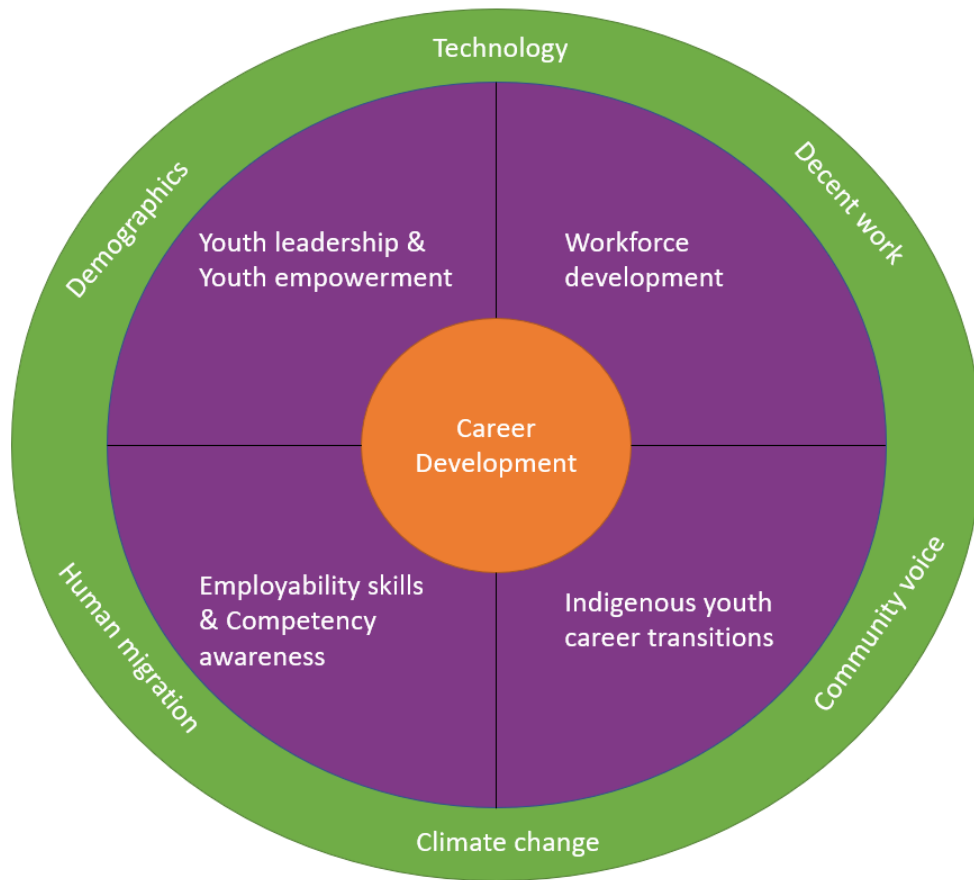 Technology
Demographics
Decent work
Youth leadership &
Youth empowerment
Workforce
development
Career
Development
Employability skills
& Competency
awareness
Indigenous youth
career transitions
Human migration
Community voice
Climate change